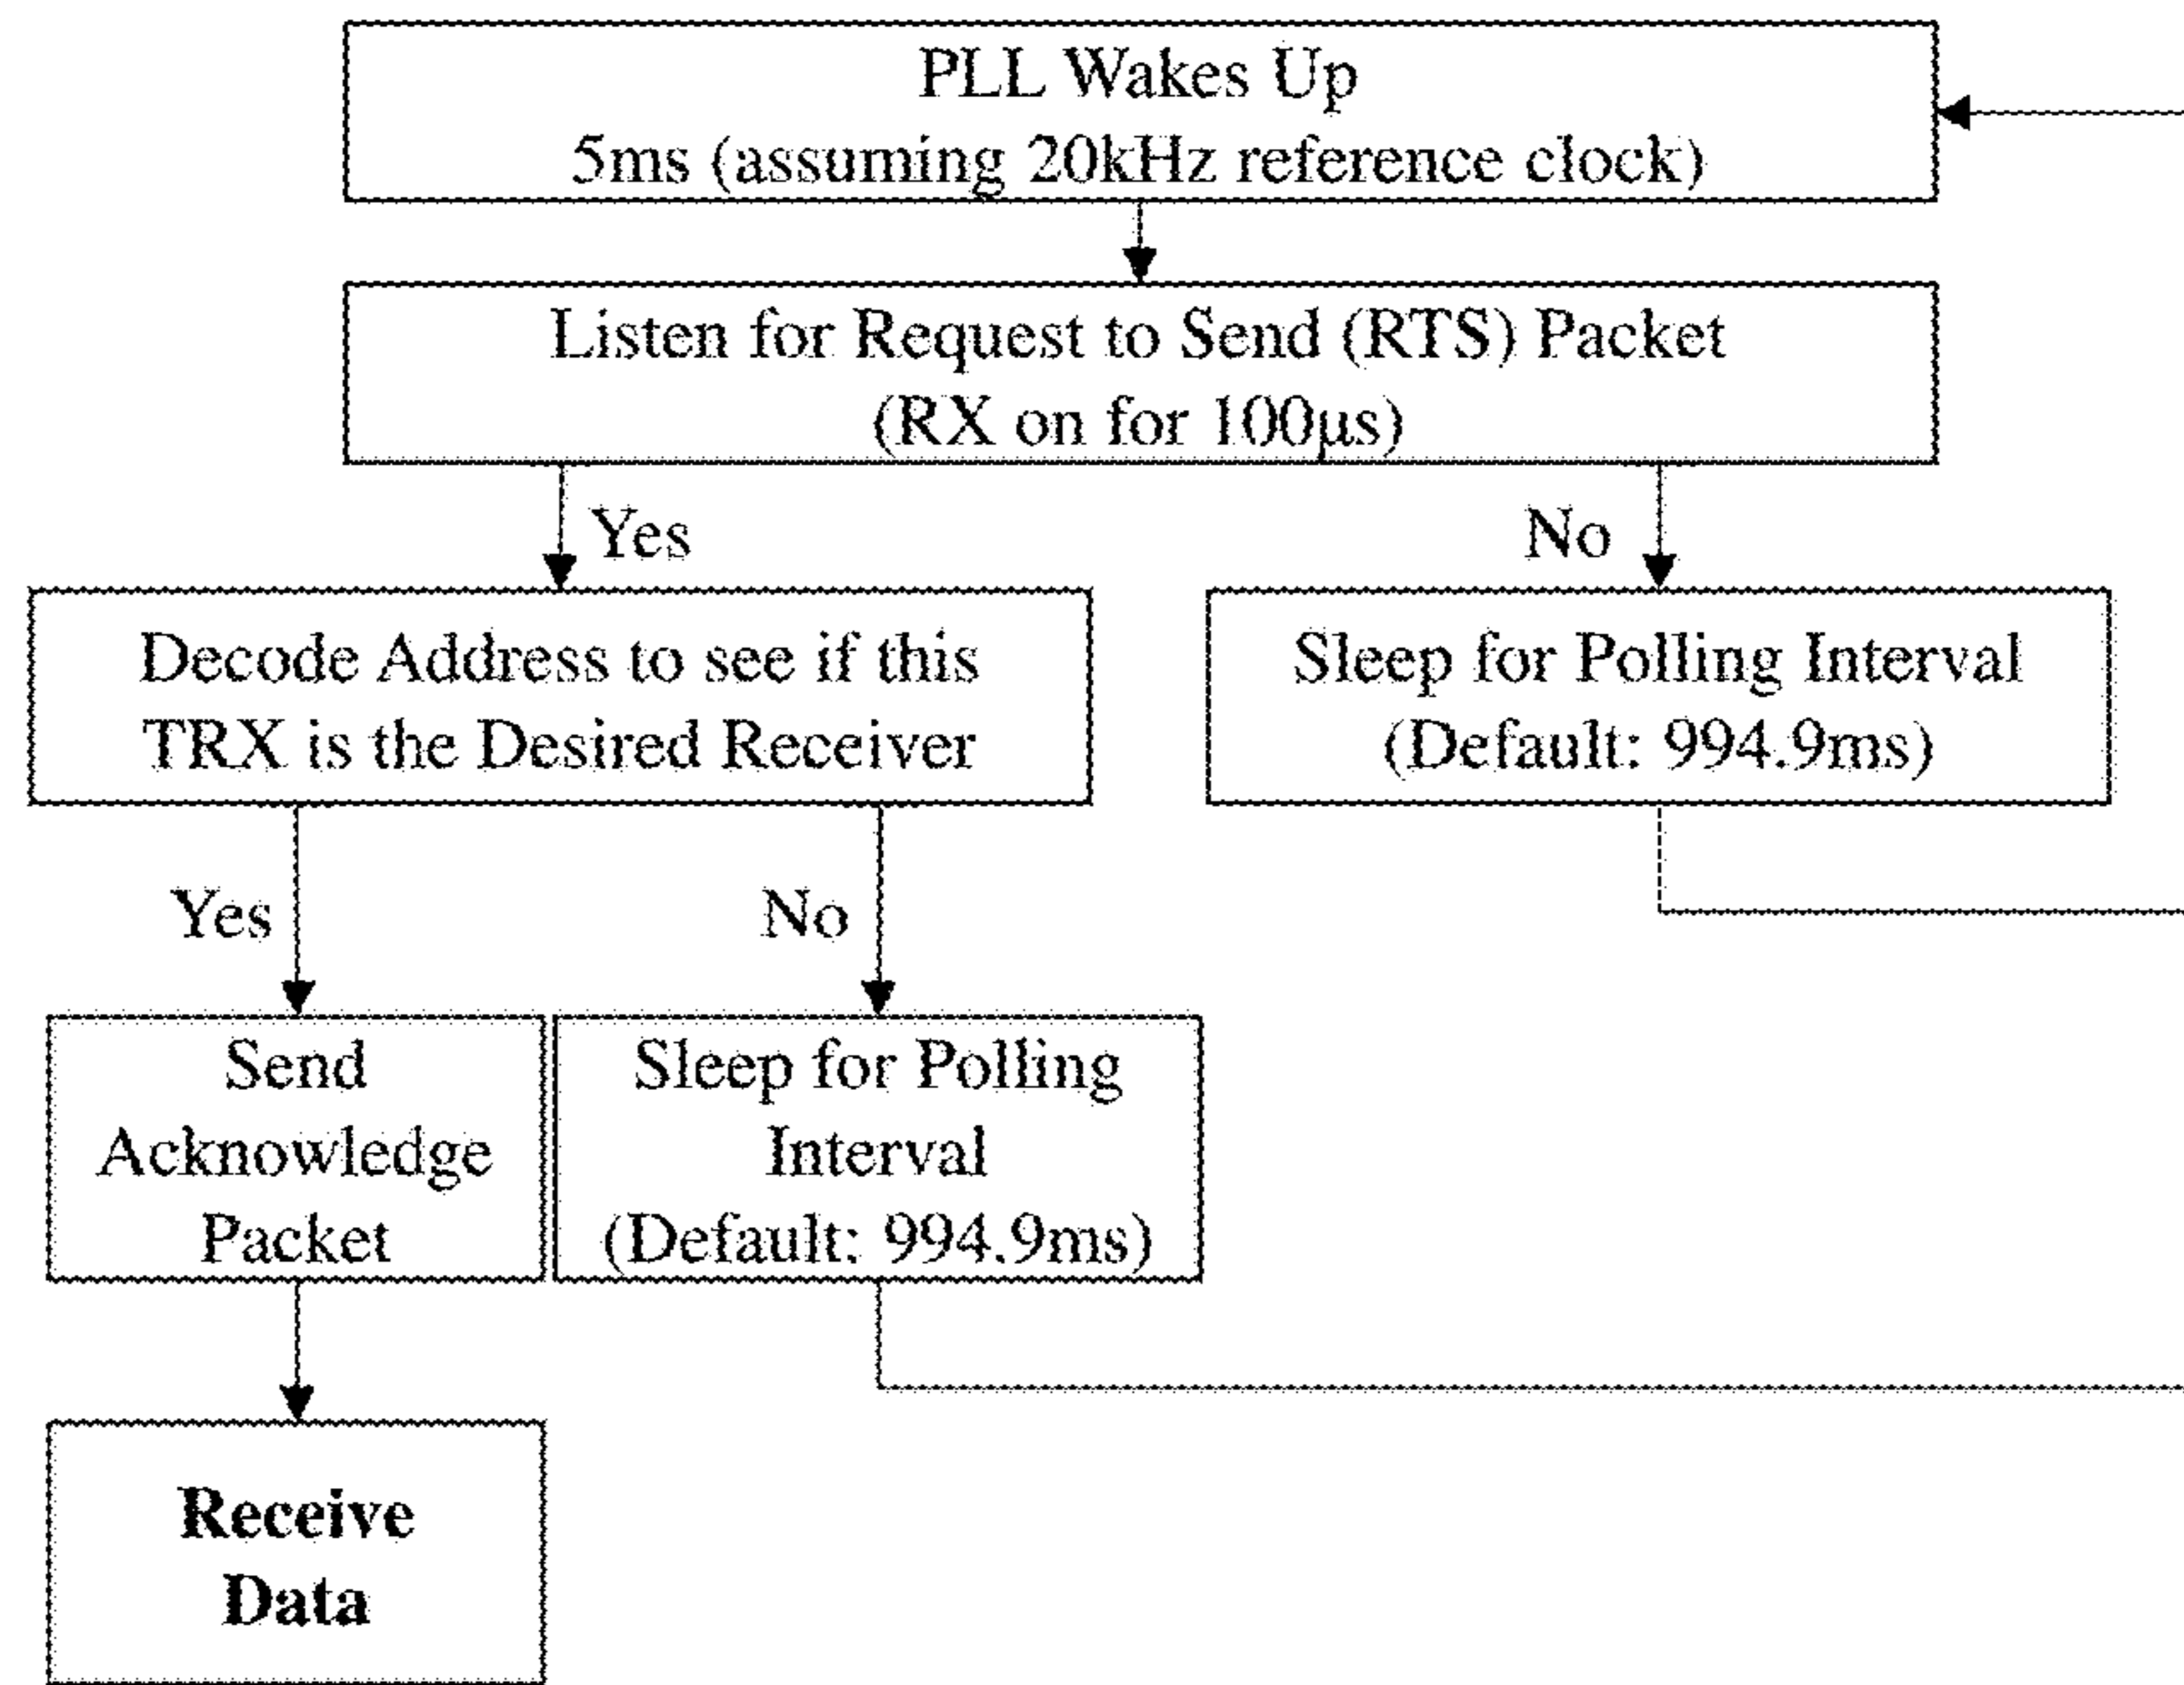 PLL Wakes Up
5ms (assuming 20kHz reference clock)
Listen for Request to Send (RTS) Packet
(RX on for 100μs)
Yes
No
Decode Address to see if this
TRX is the Desired Receiver
Sleep for Polling Interval
(Default: 994.9ms)
Yes
No
Send
Acknowledge
Packet
Sleep for Polling
Interval
(Default: 994.9ms)
Receive
Data